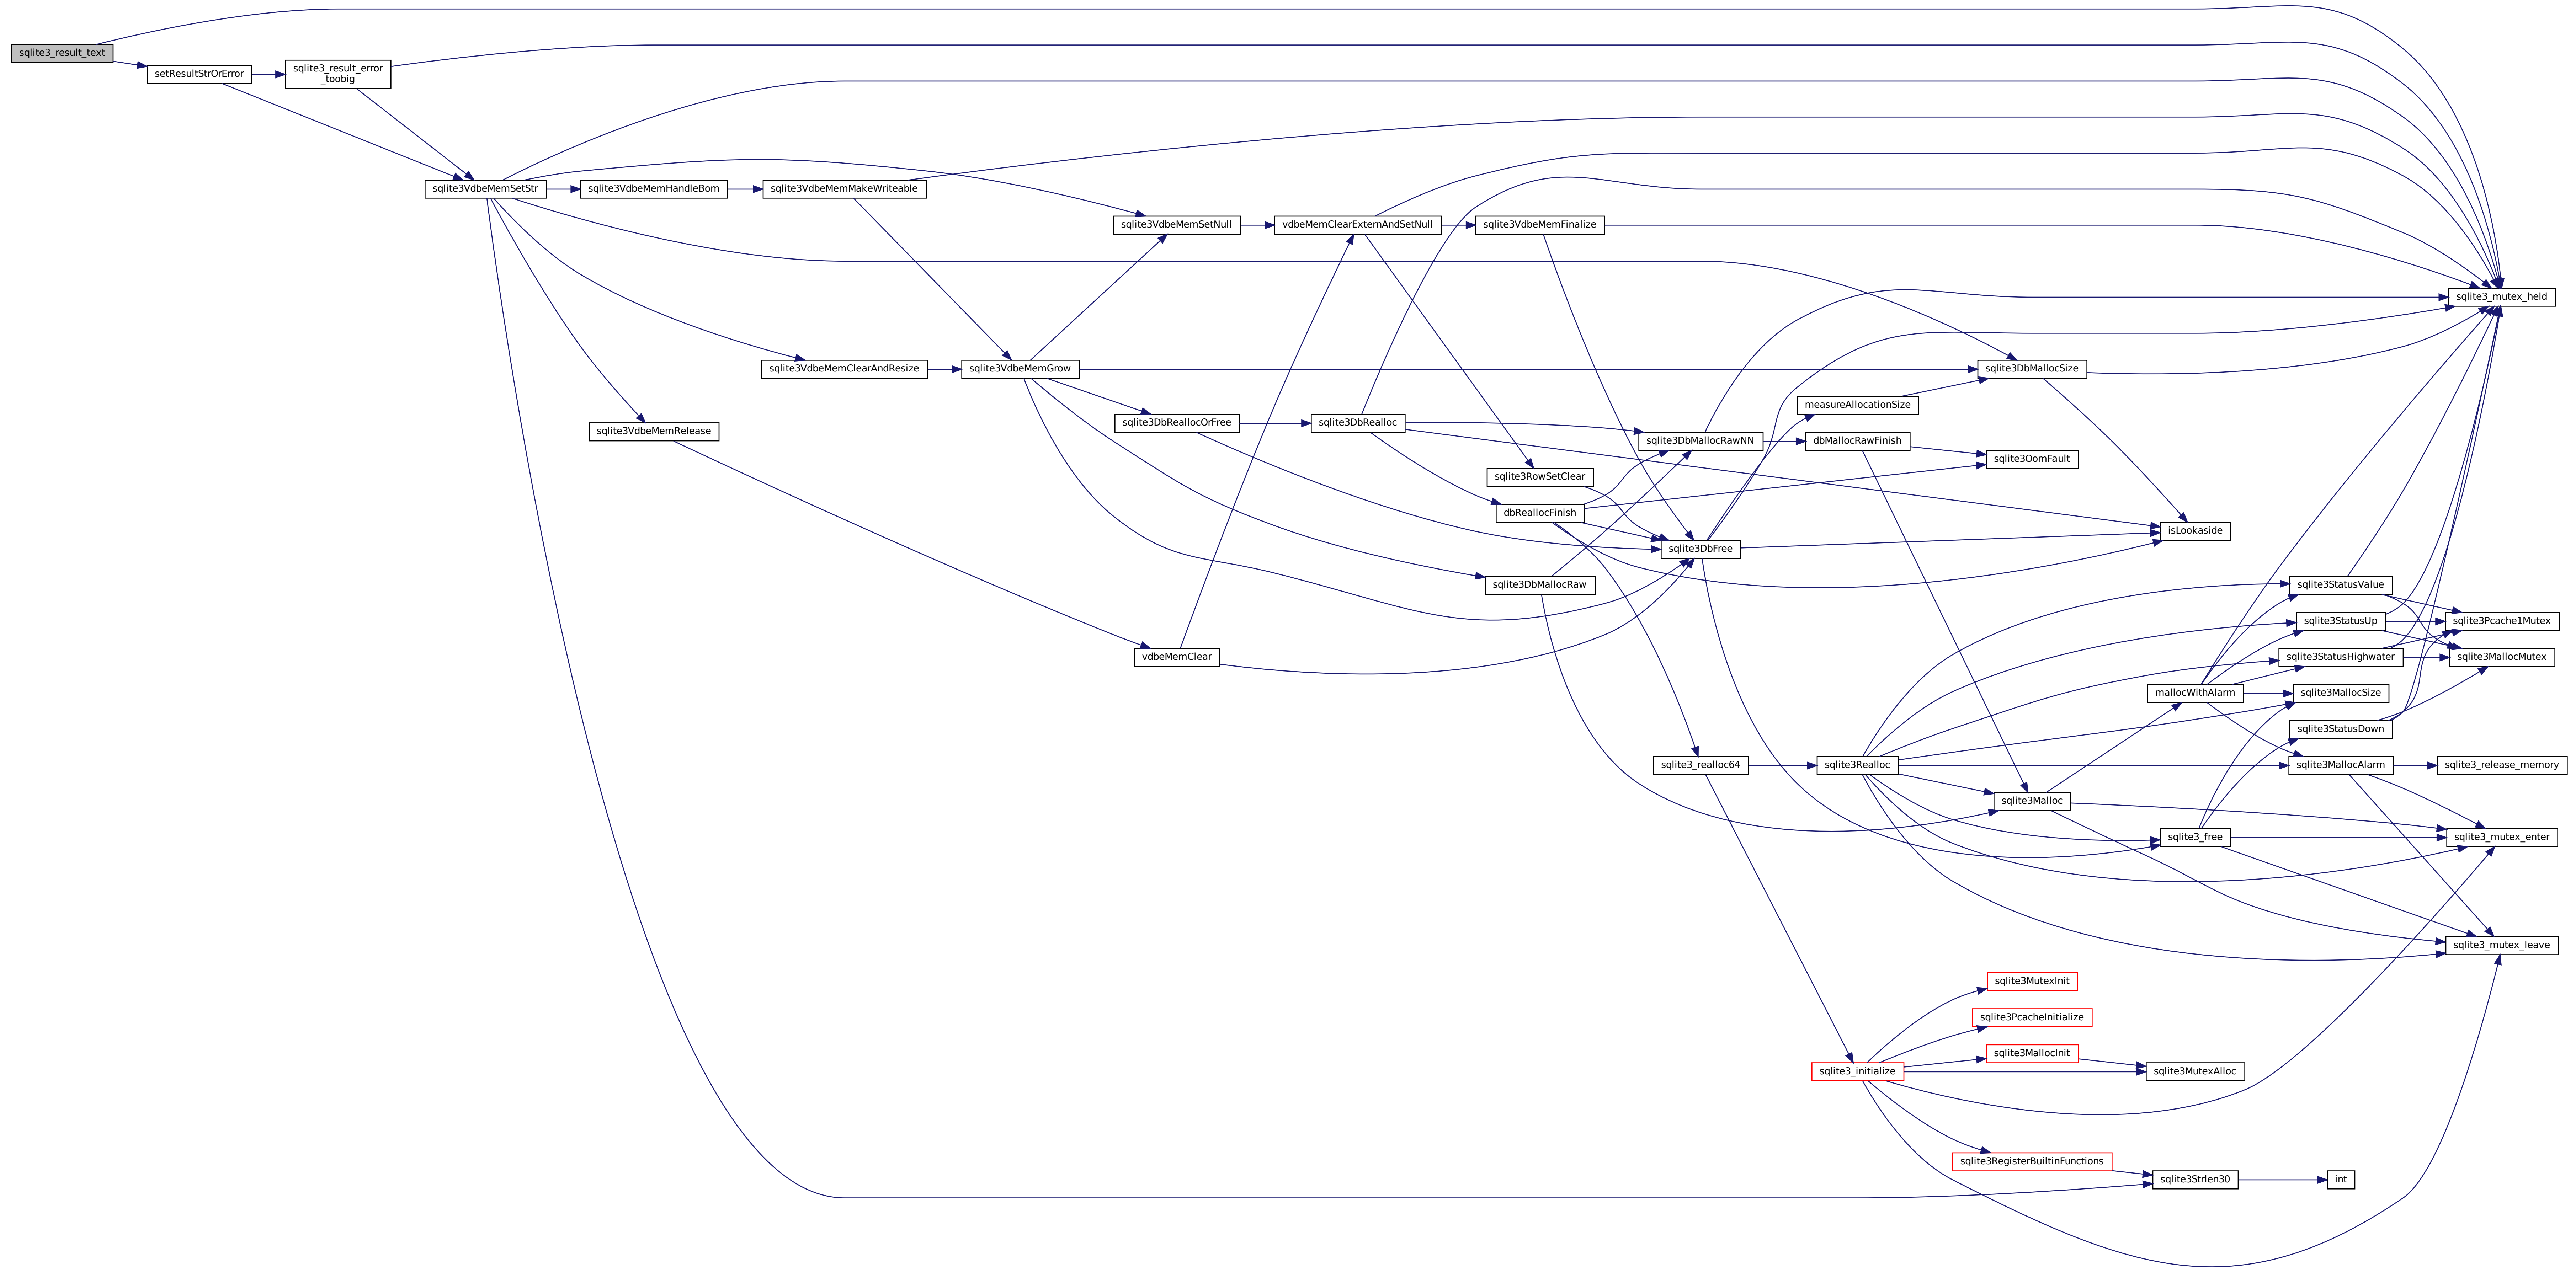 sqlite3_result_text
setResultStrOrError
sqlite3_result_error
_toobig
sqlite3VdbeMemSetStr
sqlite3VdbeMemHandleBom
sqlite3VdbeMemMakeWriteable
sqlite3VdbeMemSetNull
vdbeMemClearExternAndSetNull
sqlite3VdbeMemFinalize
sqlite3_mutex_held
sqlite3VdbeMemClearAndResize
sqlite3VdbeMemGrow
sqlite3DbMallocSize
measureAllocationSize
sqlite3VdbeMemRelease
sqlite3DbReallocOrFree
sqlite3DbRealloc
sqlite3DbMallocRawNN
dbMallocRawFinish
sqlite3OomFault
sqlite3RowSetClear
dbReallocFinish
isLookaside
sqlite3DbFree
sqlite3DbMallocRaw
sqlite3StatusValue
sqlite3StatusUp
sqlite3Pcache1Mutex
vdbeMemClear
sqlite3StatusHighwater
sqlite3MallocMutex
mallocWithAlarm
sqlite3MallocSize
sqlite3StatusDown
sqlite3_realloc64
sqlite3Realloc
sqlite3MallocAlarm
sqlite3_release_memory
sqlite3Malloc
sqlite3_free
sqlite3_mutex_enter
sqlite3_mutex_leave
sqlite3MutexInit
sqlite3PcacheInitialize
sqlite3MallocInit
sqlite3_initialize
sqlite3MutexAlloc
sqlite3RegisterBuiltinFunctions
sqlite3Strlen30
int